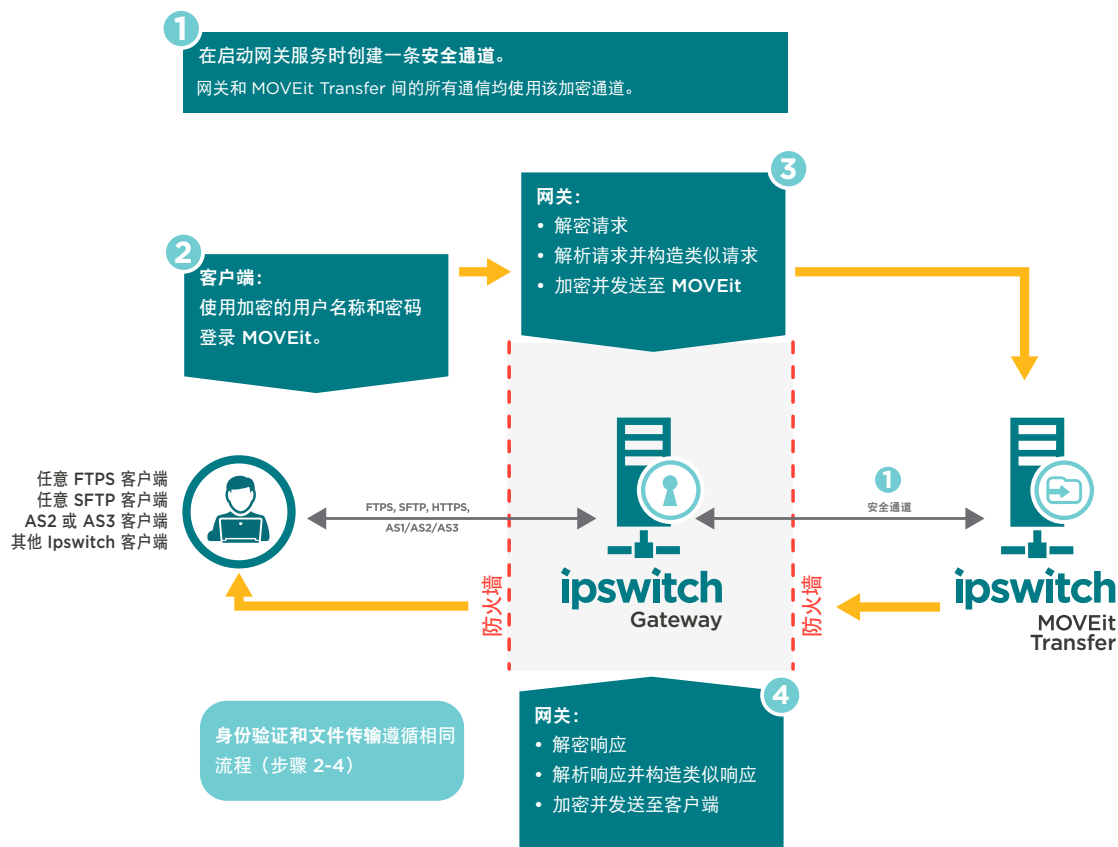 1
在启动网关服务时创建一条安全通道。
网关和 MOVEit Transfer 间的所有通信均使用该加密通道。
2
客户端：
使用加密的用户名称和密码
登录 MOVEit。
3
网关：
• 解密请求
• 解析请求并构造类似请求
• 加密并发送至 MOVEit
任意 FTPS 客户端
任意 SFTP 客户端
AS2 或 AS3 客户端
其他 Ipswitch 客户端
FTPS, SFTP, HTTPS,
AS1/AS2/AS3
防火墙
ipswitch
Gateway
1
安全通道
防火墙
ipswitch
MOVEit
Transfer
身份验证和文件传输遵循相同
流程（步骤 2-4）
4
网关：
• 解密响应
• 解析响应并构造类似响应
• 加密并发送至客户端